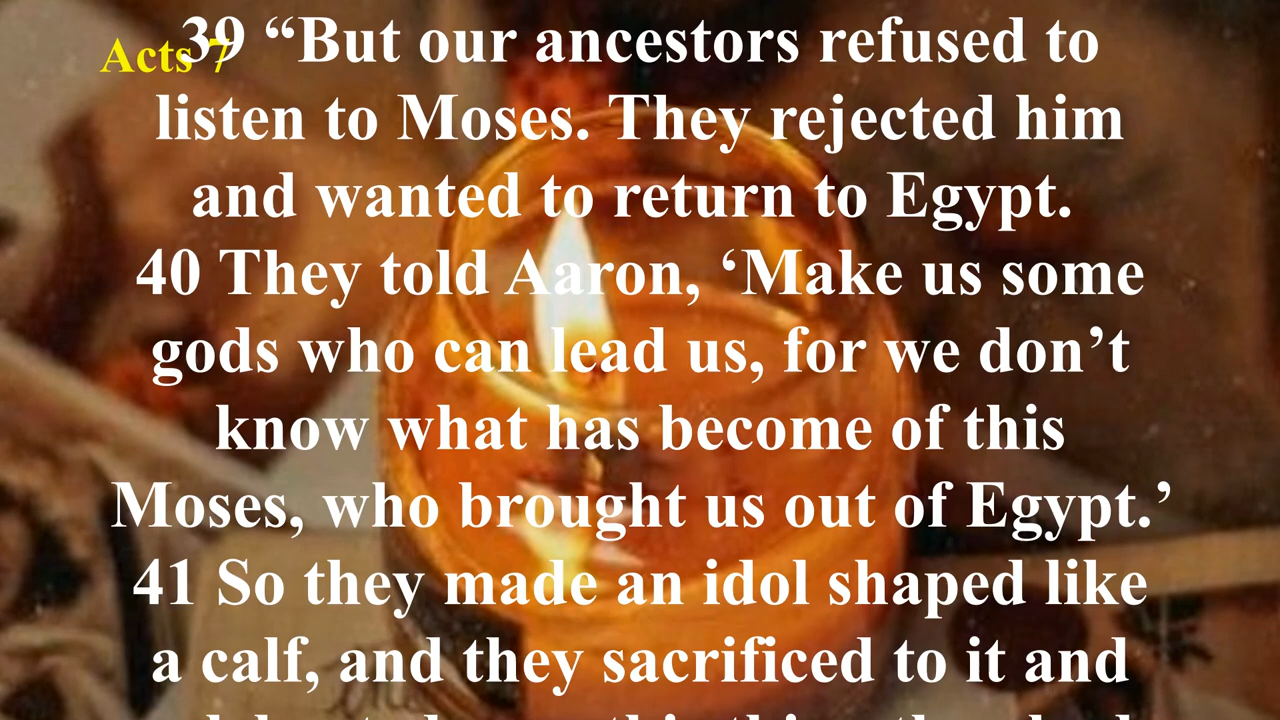 Acts 7
39 “But our ancestors refused to
listen to Moses. They rejected him
and wanted to return to Egypt.
40 They told Aaron, ‘Make us some
gods who can lead us, for we don’t
know what has become of this
Moses, who brought us out of Egypt.’
41 So they made an idol shaped like
a calf, and they sacrificed to it and